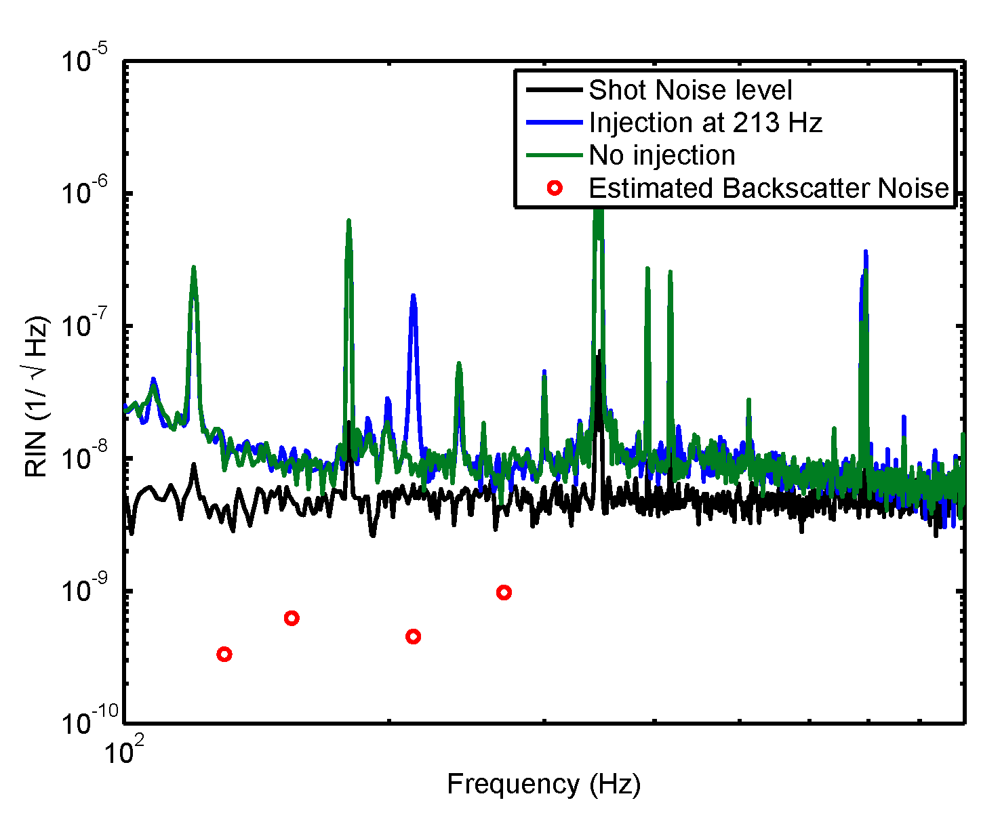 10^-5
10^-6
10^-7
10^-8
10^-9
10^-10
RIN (1/ √ Hz)
Shot Noise level
Injection at 213 Hz
No injection
Estimated Backscatter Noise
10^2
Frequency (Hz)